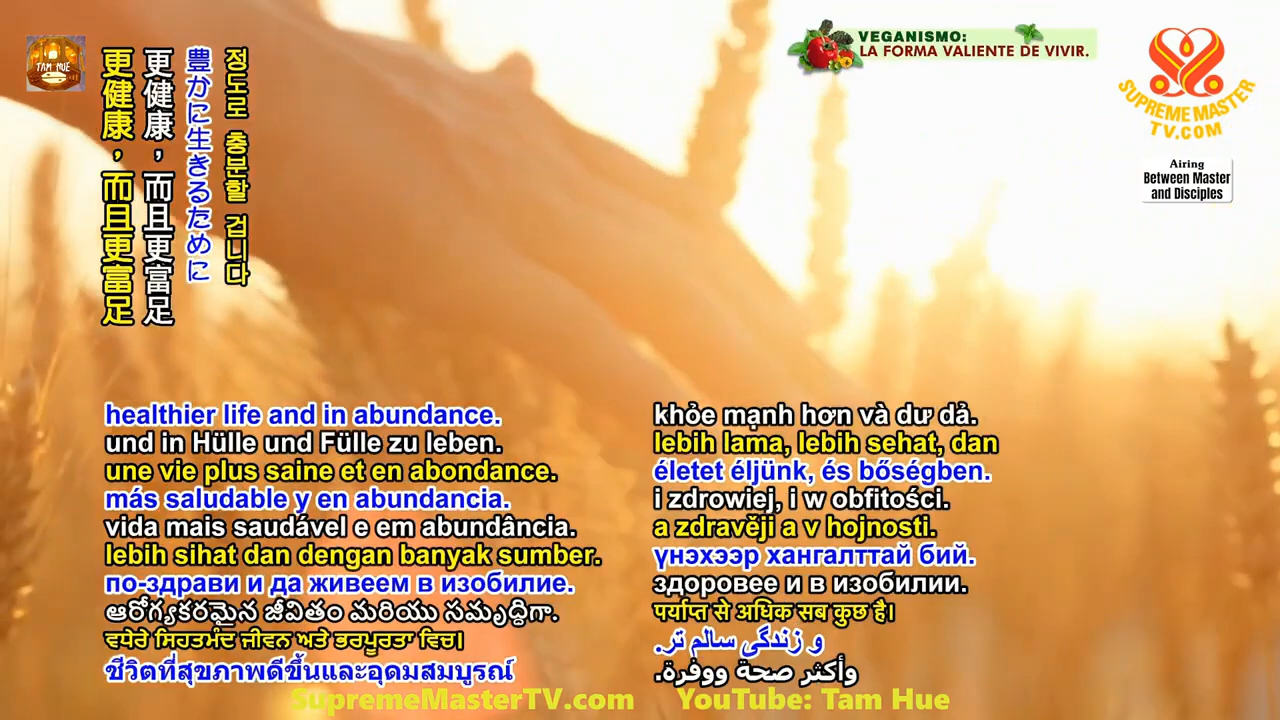 TAM HUE
更健康，而且更富足
更健康，而且更富足
豊かに生きるために
정도로 충분할 겁니다
VEGANISMO:
LA FORMA VALIENTE DE VIVIR.
SUPREME MASTER
TV.COM
Airing
Between Master
and Disciples
healthier life and in abundance.
und in Hülle und Fülle zu leben.
une vie plus saine et en abondance.
más saludable y en abundancia.
vida mais saudável e em abundância.
lebih sihat dan dengan banyak sumber.
по-здрави и да живеем в изобилие.
ఆరోగ్యకరమైన జీవితం మరియు సమృద్ధిగా.
ਵਧੇਰੇ ਸਿਹਤਮੰਦ ਜੀਵਨ ਅਤੇ ਭਰਪੂਰਤਾ ਵਿਚ।
ชีวิตที่สุขภาพดีขึ้นและอุดมสมบูรณ์
khỏe mạnh hơn và dư dả.
lebih lama, lebih sehat, dan
életet éljünk, és bőségben.
i zdrowiej, i w obfitości.
a zdravěji a v hojnosti.
үнэхээр хангалттай бий.
здоровее и в изобилии.
पर्याप्त से अधिक सब कुछ है।
و زندگی سالم تر.
وأكثر صحة ووفرة.
SupremeMasterTV.com
YouTube: Tam Hue